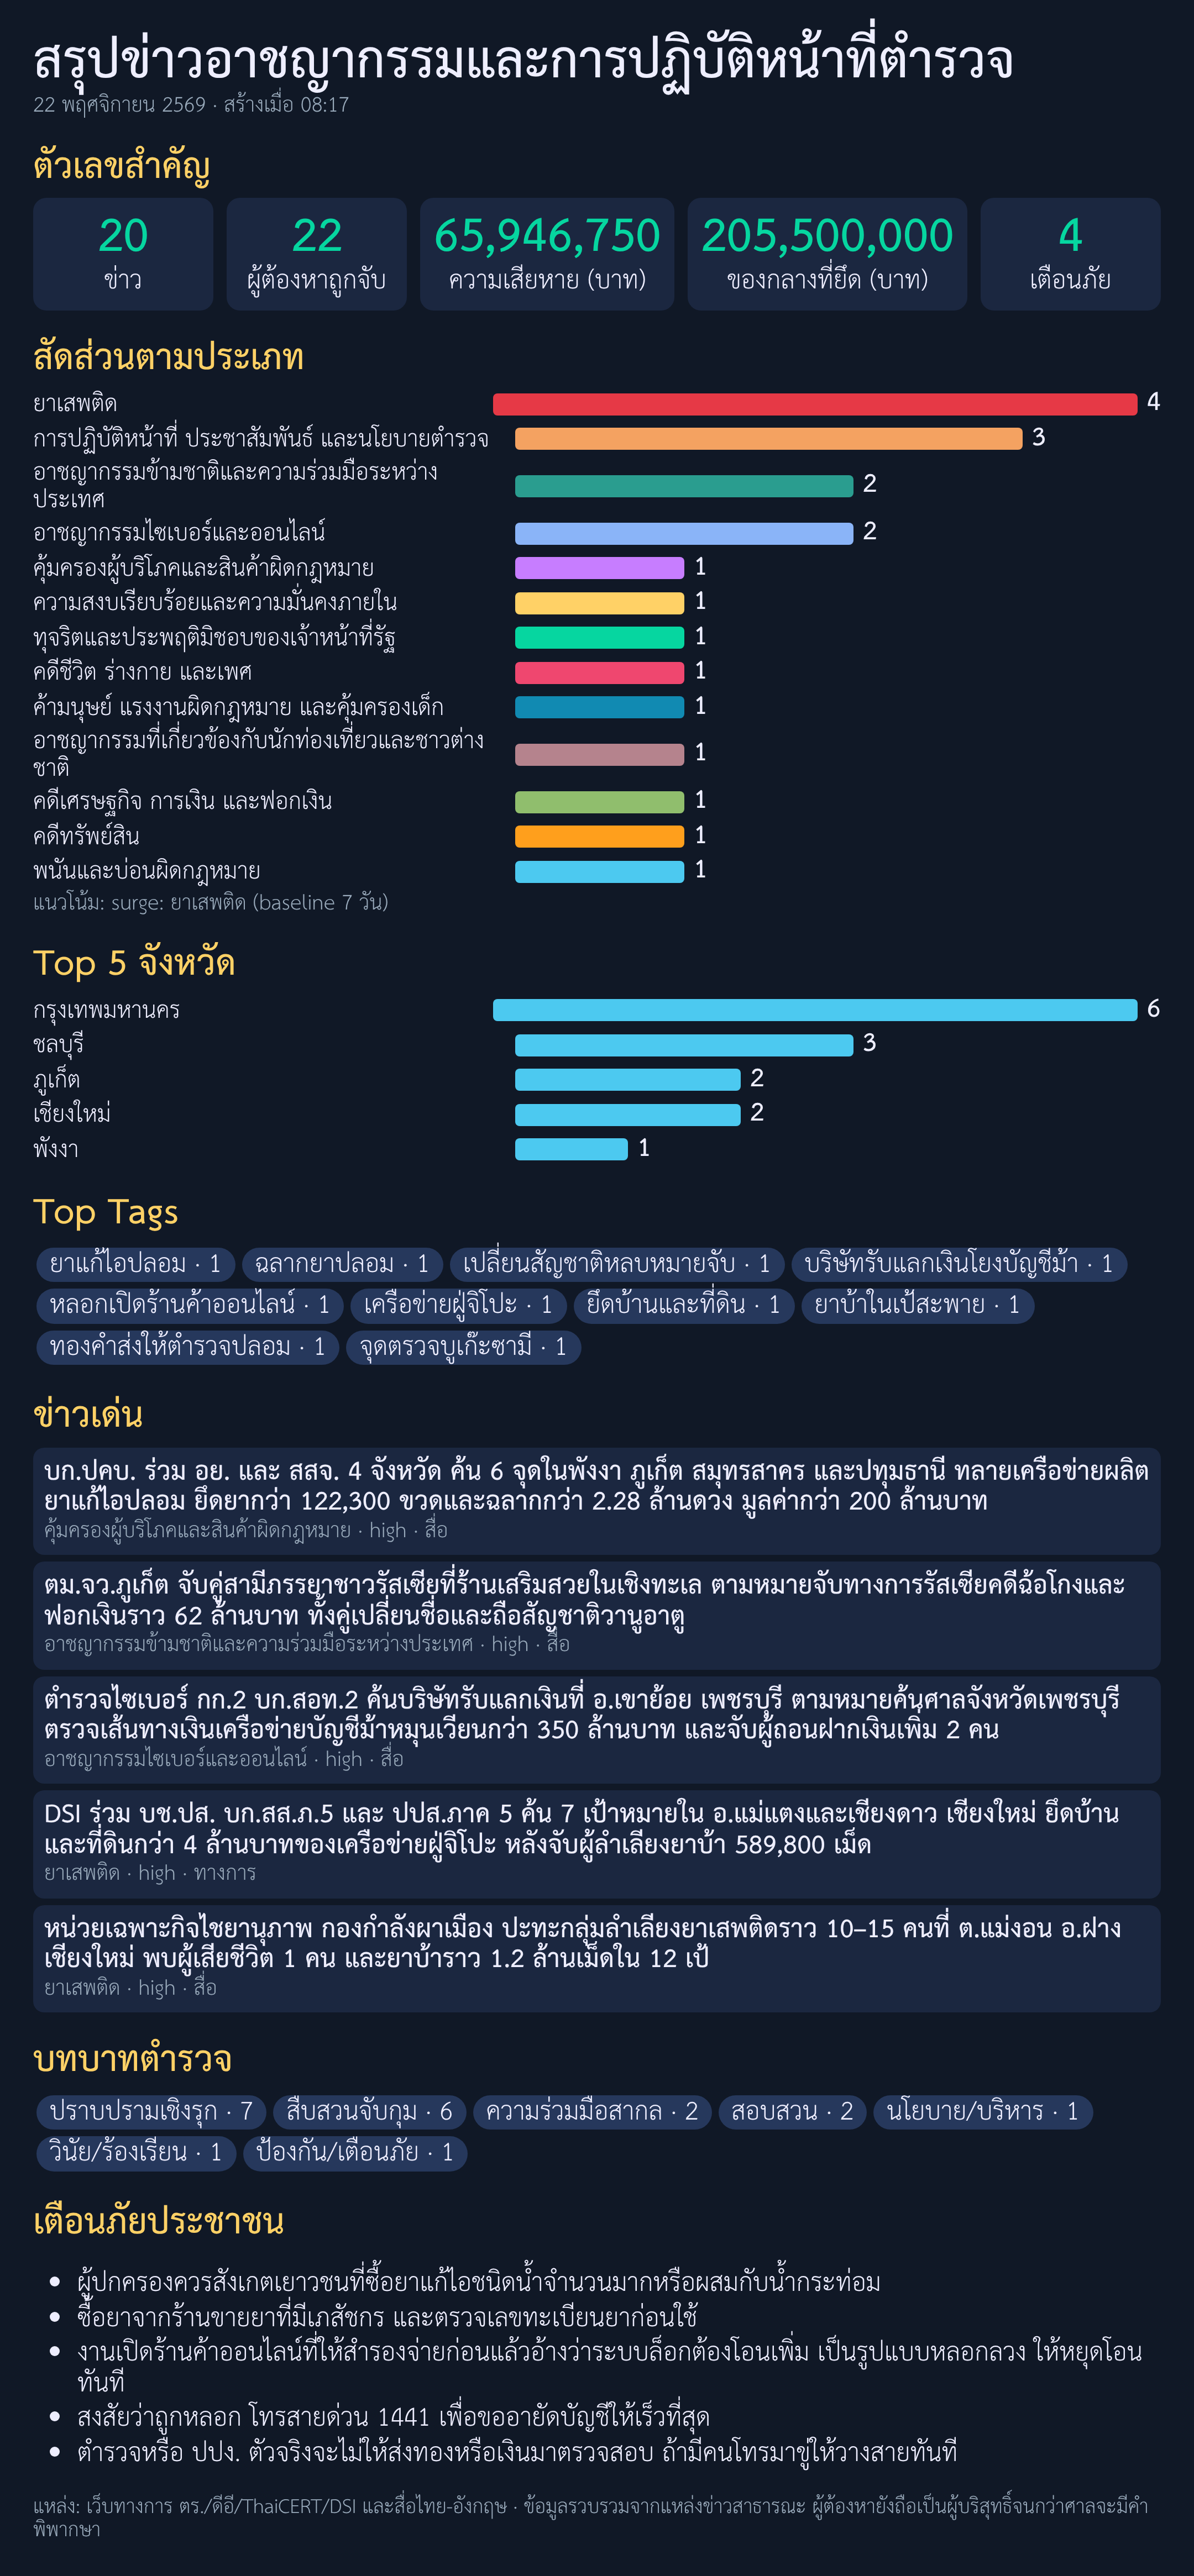 สรุปข่าวอาชญากรรมและการปฏิบัติหน้าที่ตำรวจ
22 พฤศจิกายน 2569 · สร้างเมื่อ 08:17
ตัวเลขสำคัญ
20
ข่าว
22
ผู้ต้องหาถูกจับ
65,946,750
ความเสียหาย (บาท)
205,500,000
ของกลางที่ยึด (บาท)
4
เตือนภัย
สัดส่วนตามประเภท
ยาเสพติด 4
การปฏิบัติหน้าที่ ประชาสัมพันธ์ และนโยบายตำรวจ 3
อาชญากรรมข้ามชาติและความร่วมมือระหว่าง
ประเทศ 2
อาชญากรรมไซเบอร์และออนไลน์ 2
คุ้มครองผู้บริโภคและสินค้าผิดกฎหมาย 1
ความสงบเรียบร้อยและความมั่นคงภายใน 1
ทุจริตและประพฤติมิชอบของเจ้าหน้าที่รัฐ 1
คดีชีวิต ร่างกาย และเพศ 1
ค้ามนุษย์ แรงงานผิดกฎหมาย และคุ้มครองเด็ก 1
อาชญากรรมที่เกี่ยวข้องกับนักท่องเที่ยวและชาวต่าง
ชาติ 1
คดีเศรษฐกิจ การเงิน และฟอกเงิน 1
คดีทรัพย์สิน 1
พนันและบ่อนผิดกฎหมาย 1
แนวโน้ม: surge: ยาเสพติด (baseline 7 วัน)
Top 5 จังหวัด
กรุงเทพมหานคร 6
ชลบุรี 3
ภูเก็ต 2
เชียงใหม่ 2
พังงา 1
Top Tags
ยาแก้ไอปลอม · 1 ฉลากยาปลอม · 1 เปลี่ยนสัญชาติหลบหมายจับ · 1 บริษัทรับแลกเงินโยงบัญชีม้า · 1
หลอกเปิดร้านค้าออนไลน์ · 1 เครือข่ายฝู่จิโปะ · 1 ยึดบ้านและที่ดิน · 1 ยาบ้าในเป้สะพาย · 1
ทองคำส่งให้ตำรวจปลอม · 1 จุดตรวจบูเก๊ะซามี · 1
ข่าวเด่น
บก.ปคบ. ร่วม อย. และ สสจ. 4 จังหวัด ค้น 6 จุดในพังงา ภูเก็ต สมุทรสาคร และปทุมธานี ทลายเครือข่ายผลิต
ยาแก้ไอปลอม ยึดยากว่า 122,300 ขวดและฉลากกว่า 2.28 ล้านดวง มูลค่ากว่า 200 ล้านบาท
คุ้มครองผู้บริโภคและสินค้าผิดกฎหมาย · high · สื่อ
ตม.จว.ภูเก็ต จับคู่สามีภรรยาชาวรัสเซียที่ร้านเสริมสวยในเชิงทะเล ตามหมายจับทางการรัสเซียคดีฉ้อโกงและ
ฟอกเงินราว 62 ล้านบาท ทั้งคู่เปลี่ยนชื่อและถือสัญชาติวานูอาตู
อาชญากรรมข้ามชาติและความร่วมมือระหว่างประเทศ · high · สื่อ
ตำรวจไซเบอร์ กก.2 บก.สอท.2 ค้นบริษัทรับแลกเงินที่ อ.เขาย้อย เพชรบุรี ตามหมายค้นศาลจังหวัดเพชรบุรี
ตรวจเส้นทางเงินเครือข่ายบัญชีม้าหมุนเวียนกว่า 350 ล้านบาท และจับผู้ถอนฝากเงินเพิ่ม 2 คน
อาชญากรรมไซเบอร์และออนไลน์ · high · สื่อ
DSI ร่วม บช.ปส. บก.สส.ภ.5 และ ปปส.ภาค 5 ค้น 7 เป้าหมายใน อ.แม่แตงและเชียงดาว เชียงใหม่ ยึดบ้าน
และที่ดินกว่า 4 ล้านบาทของเครือข่ายฝู่จิโปะ หลังจับผู้ลำเลียงยาบ้า 589,800 เม็ด
ยาเสพติด · high · ทางการ
หน่วยเฉพาะกิจไชยานุภาพ กองกำลังผาเมือง ปะทะกลุ่มลำเลียงยาเสพติดราว 10–15 คนที่ ต.แม่งอน อ.ฝาง
เชียงใหม่ พบผู้เสียชีวิต 1 คน และยาบ้าราว 1.2 ล้านเม็ดใน 12 เป้
ยาเสพติด · high · สื่อ
บทบาทตำรวจ
ปราบปรามเชิงรุก · 7 สืบสวนจับกุม · 6 ความร่วมมือสากล · 2 สอบสวน · 2 นโยบาย/บริหาร · 1
วินัย/ร้องเรียน · 1 ป้องกัน/เตือนภัย · 1
เตือนภัยประชาชน
• ผู้ปกครองควรสังเกตเยาวชนที่ซื้อยาแก้ไอชนิดน้ำจำนวนมากหรือผสมกับน้ำกระท่อม
• ซื้อยาจากร้านขายยาที่มีเภสัชกร และตรวจเลขทะเบียนยาก่อนใช้
• งานเปิดร้านค้าออนไลน์ที่ให้สำรองจ่ายก่อนแล้วอ้างว่าระบบล็อกต้องโอนเพิ่ม เป็นรูปแบบหลอกลวง ให้หยุดโอน
ทันที
• สงสัยว่าถูกหลอก โทรสายด่วน 1441 เพื่อขออายัดบัญชีให้เร็วที่สุด
• ตำรวจหรือ ปปง. ตัวจริงจะไม่ให้ส่งทองหรือเงินมาตรวจสอบ ถ้ามีคนโทรมาขู่ให้วางสายทันที
แหล่ง: เว็บทางการ ตร./ดีอี/ThaiCERT/DSI และสื่อไทย-อังกฤษ · ข้อมูลรวบรวมจากแหล่งข่าวสาธารณะ ผู้ต้องหายังถือเป็นผู้บริสุทธิ์จนกว่าศาลจะมีคำ
พิพากษา